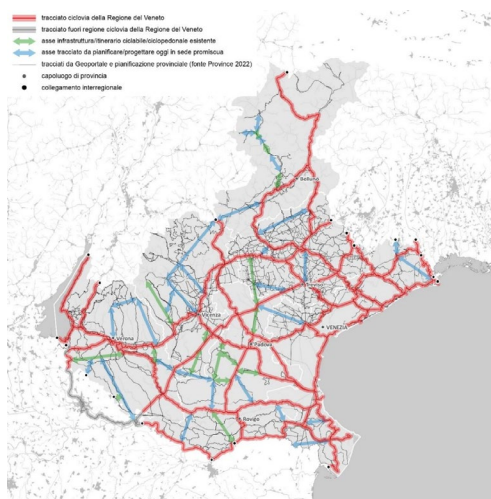 tracciato ciclovia della Regione del Veneto
tracciato fuori regione ciclovia della Regione del Veneto
asse infrastruttura/itinerario ciclabile/ciclopedonale esistente
asse tracciato da pianificare/progettare oggi in sede promiscua
tracciati da Geoportale e pianificazione provinciale (fonte Province 2022)
capoluogo di provincia
collegamento interregionale
Belluno
Treviso
Vicenza
VENEZIA
Verona
Padova
Rovigo